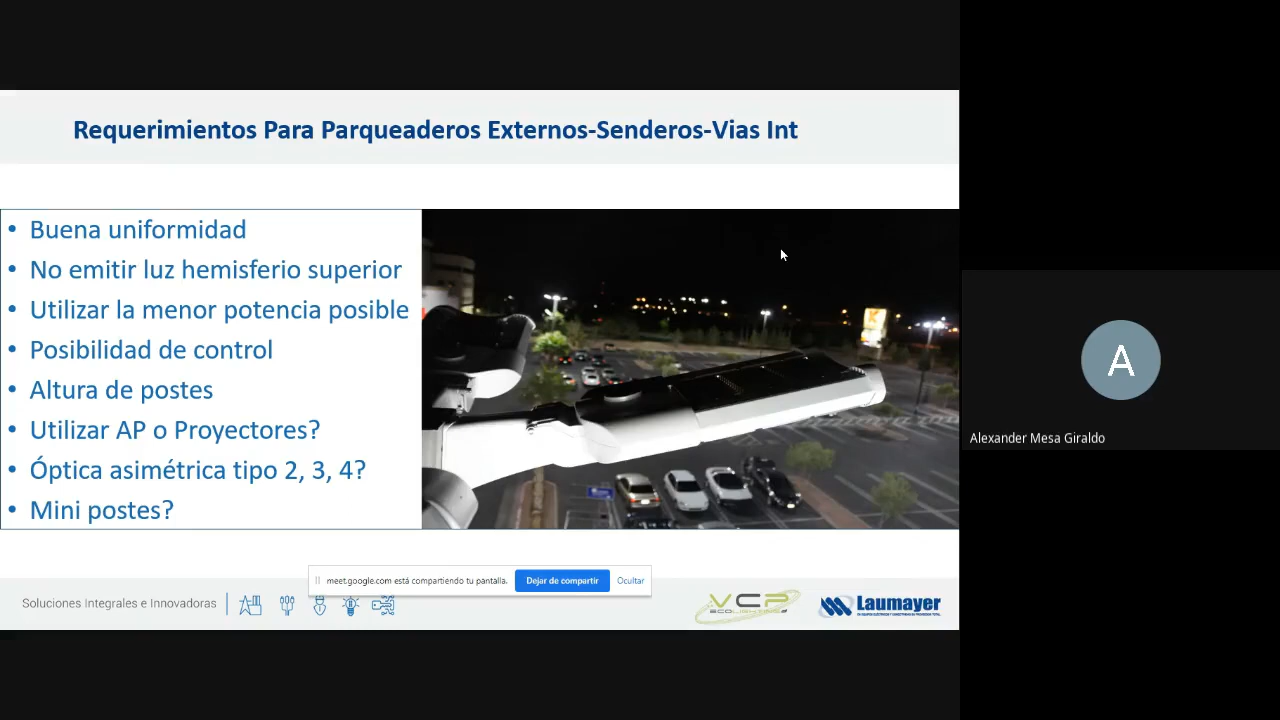 Requerimientos Para Parqueaderos Externos-Senderos-Vias Int
• Buena uniformidad
• No emitir luz hemisferio superior
• Utilizar la menor potencia posible
• Posibilidad de control
• Altura de postes
• Utilizar AP o Proyectores?
• Óptica asimétrica tipo 2, 3, 4?
• Mini postes?
meet.google.com está compartiendo tu pantalla.
Dejar de compartir
Ocultar
Soluciones Integrales e Innovadoras
VCP
ECOLIGHTING
Laumayer
A
Alexander Mesa Giraldo